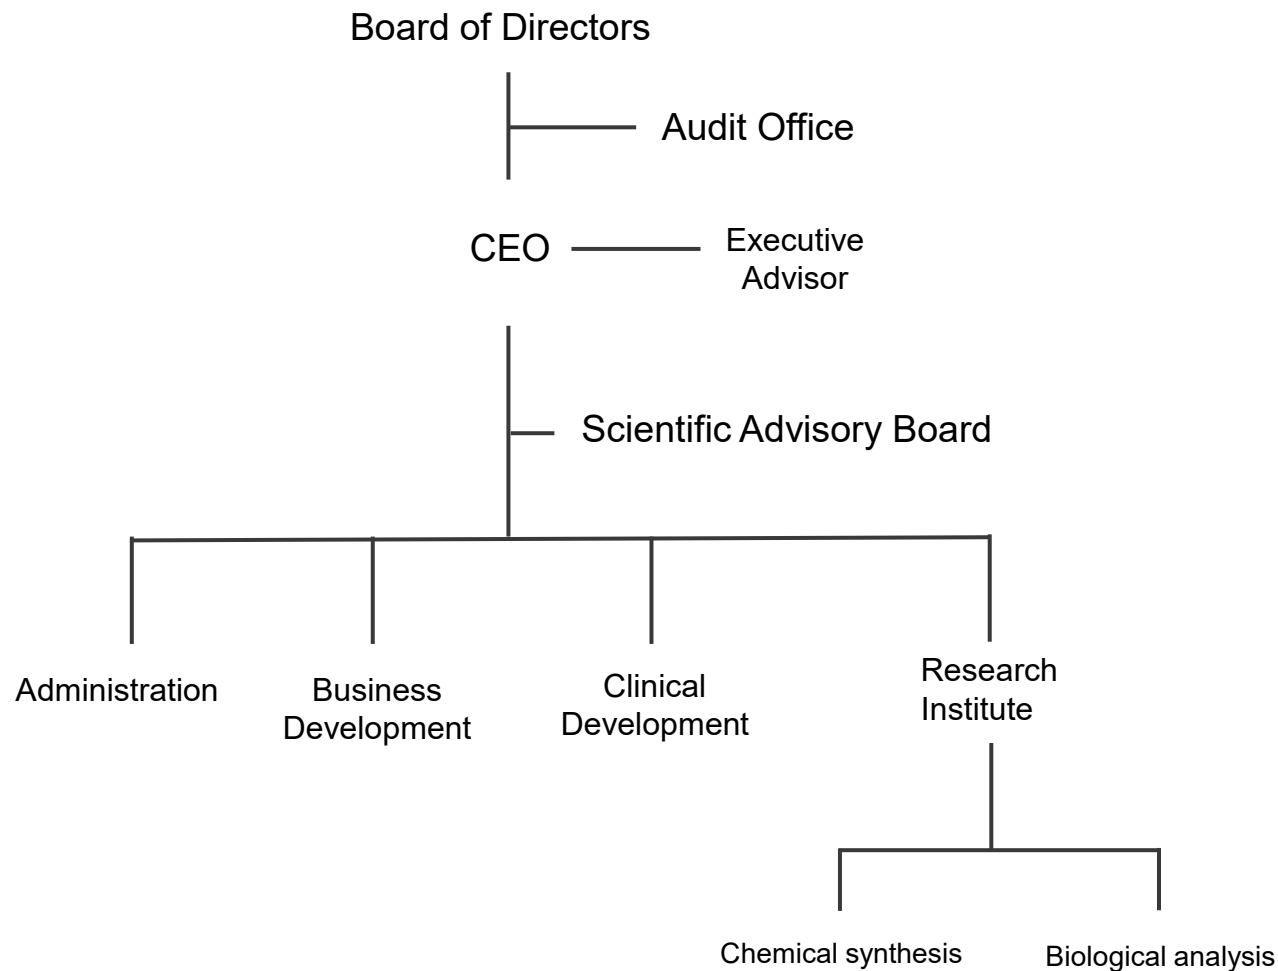 Board of Directors
Audit Office
CEO
Executive
Advisor
Scientific Advisory Board
Administration
Business
Development
Clinical
Development
Research
Institute
Chemical synthesis
Biological analysis